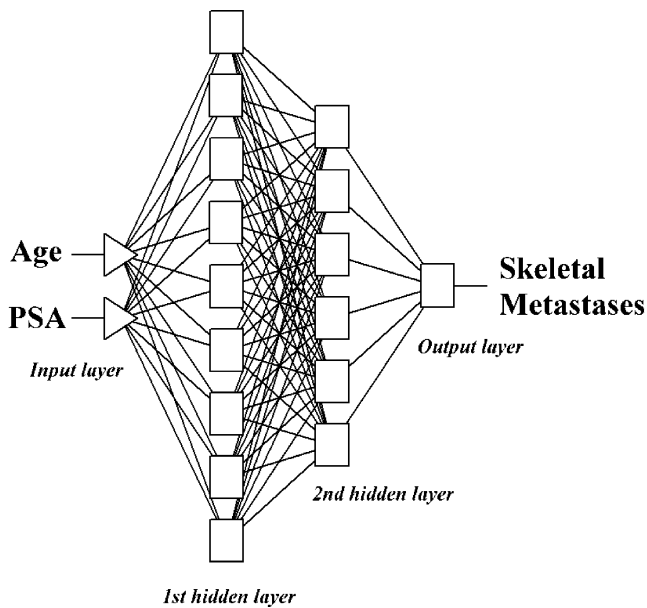 Age
PSA
Input layer
Skeletal
Metastases
Output layer
2nd hidden layer
1st hidden layer